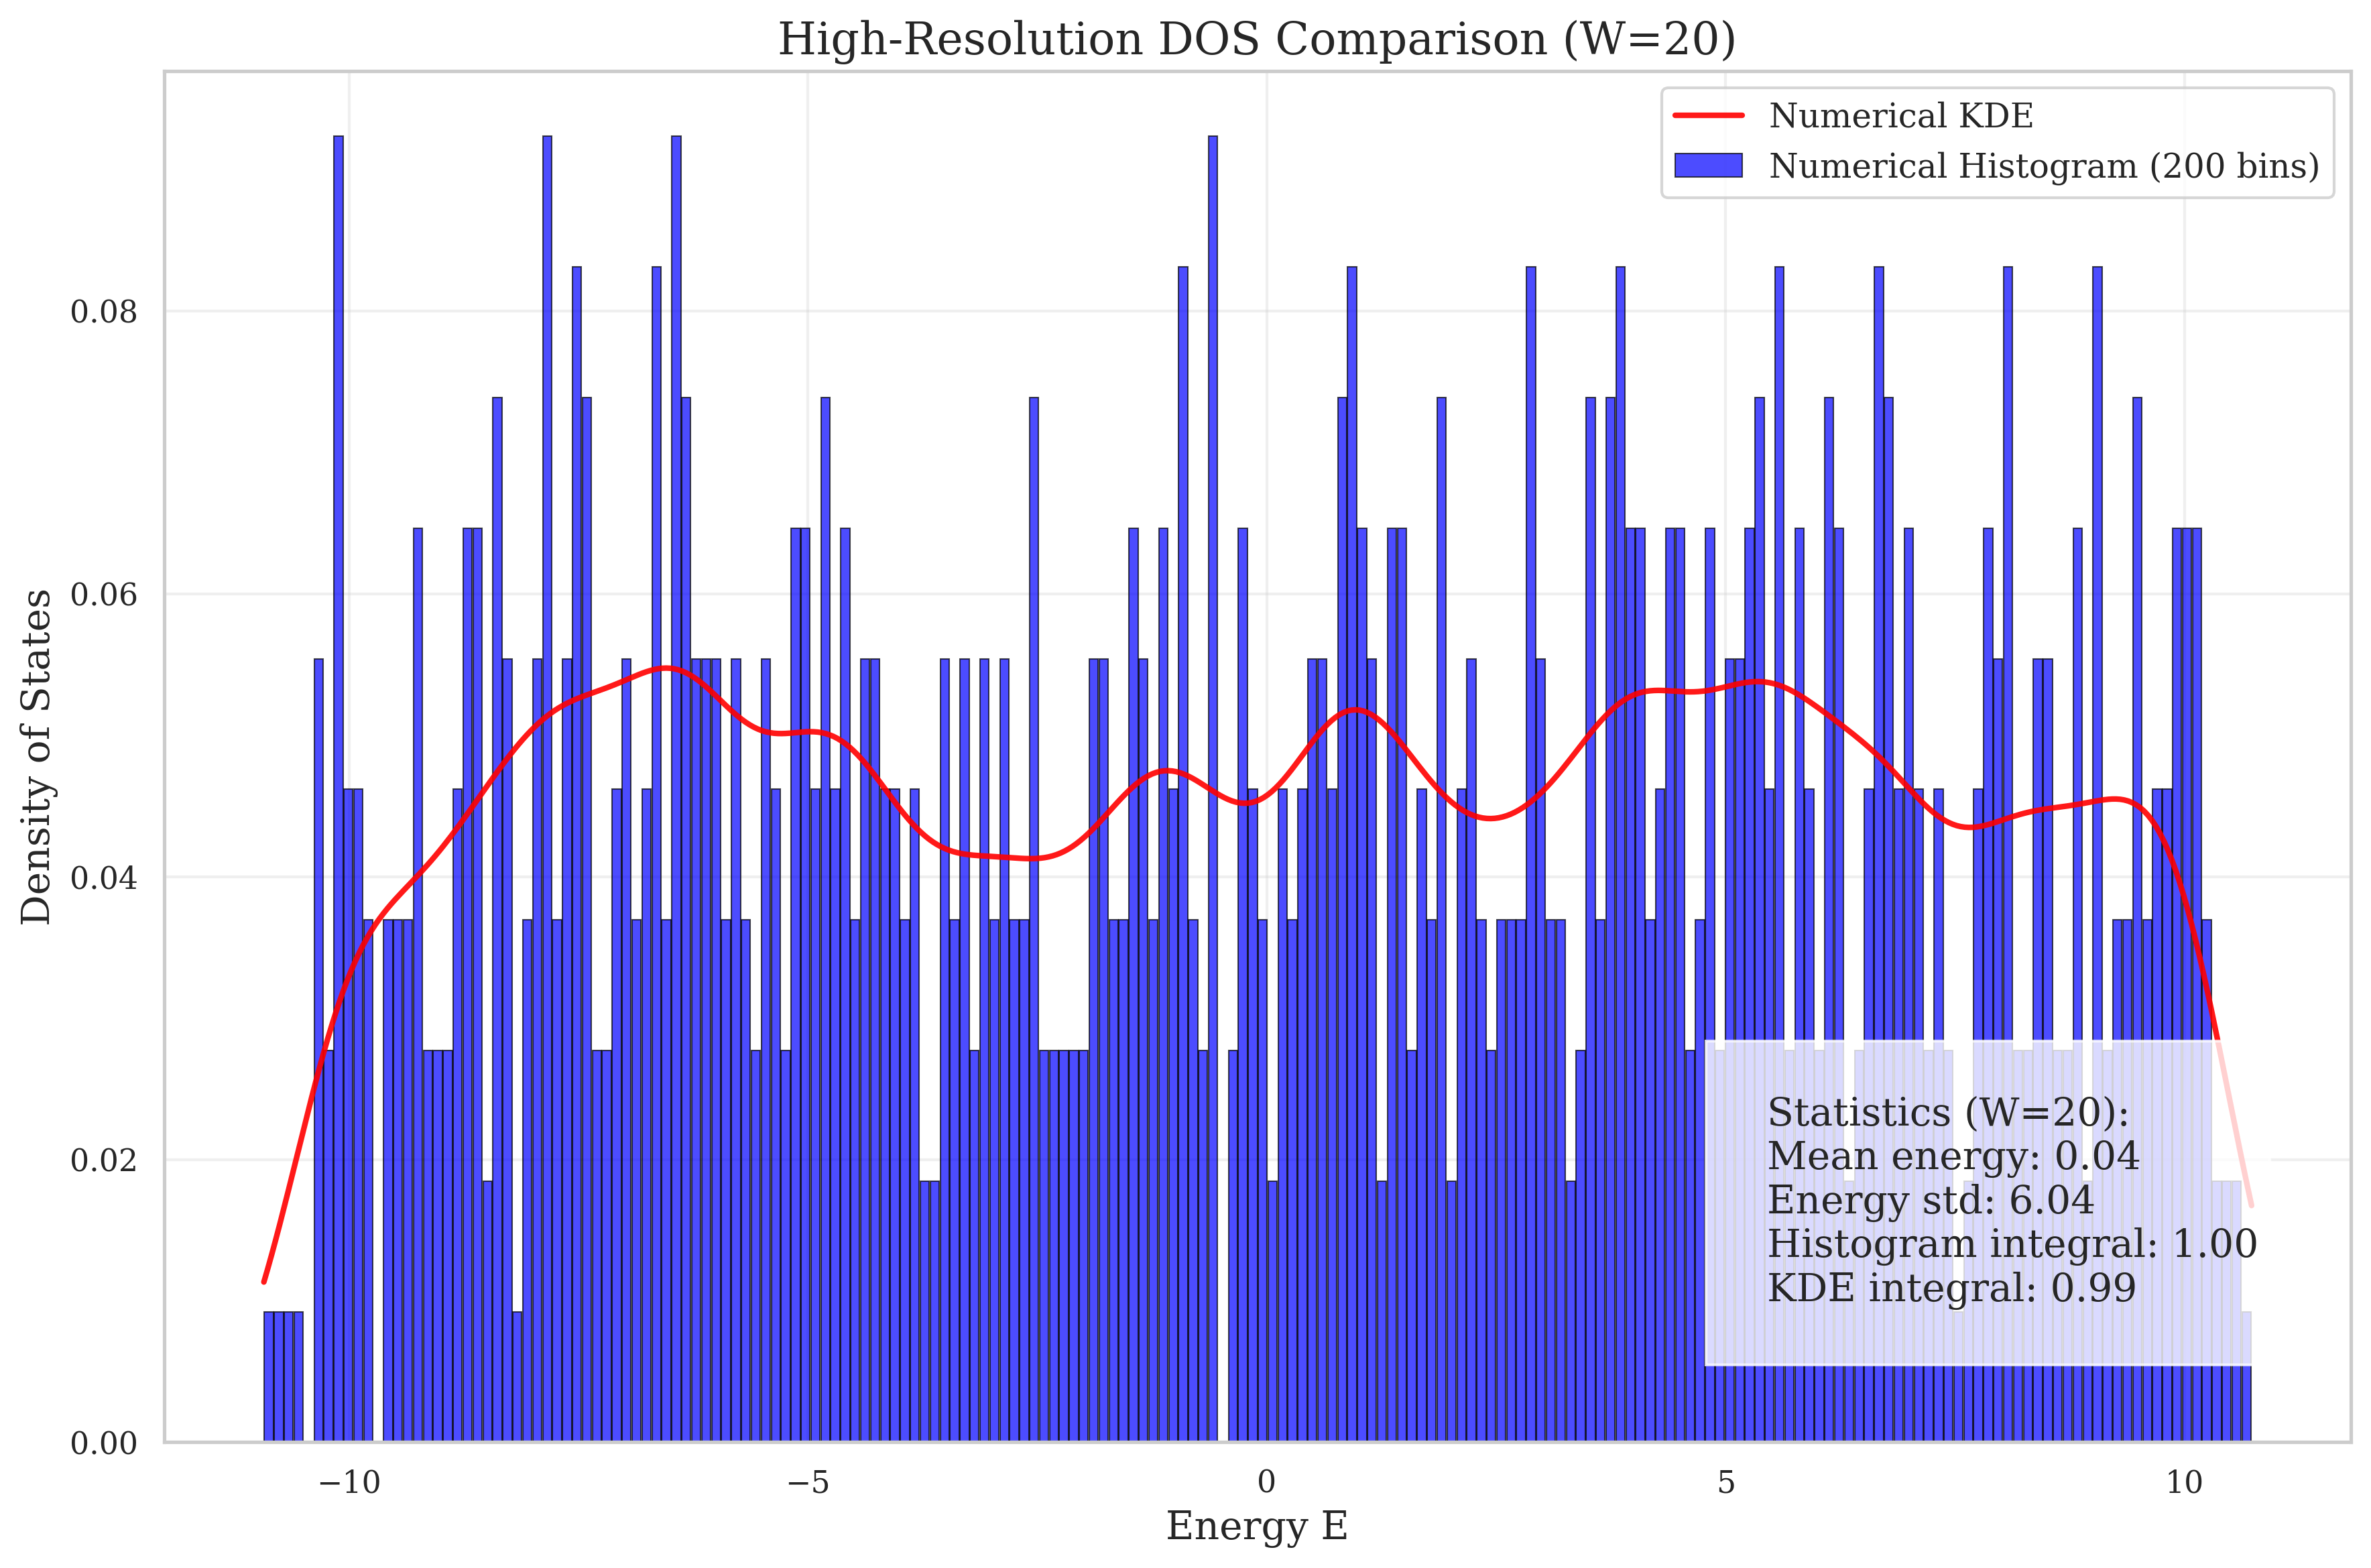 High-Resolution DOS Comparison (W=20)
Numerical KDE
Numerical Histogram (200 bins)
Density of States
0.08
0.06
0.04
0.02
0.00
Statistics (W=20):
Mean energy: 0.04
Energy std: 6.04
Histogram integral: 1.00
KDE integral: 0.99
−10
−5
0
5
10
Energy E